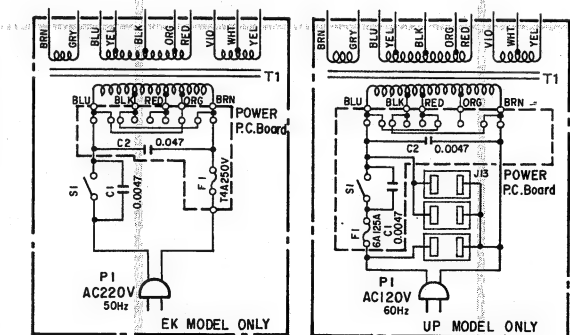 BRN GRY BLU YEL BLK ORG RED VIO WHT YEL
T1
BLU BLK RED ORG BRN
POWER
P.C.Board
C2 0.047
S1
C1
0.0047
F1
T4A250V
P1
AC220V
50Hz
EK MODEL ONLY
BRN GRY BLU YEL BLK ORG RED VIO WHT YEL
T1
BLU BLK RED ORG BRN
C2 0.0047
J13
POWER
P.C.Board
S1
C1
0.0047
F1
6A125A
P1
AC120V
60Hz
UP MODEL ONLY